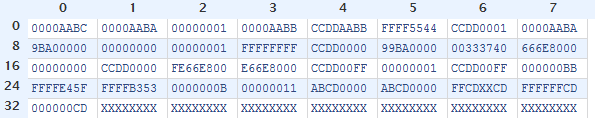 0 1 2 3 4 5 6 7
0 0000AABC 0000AABA 00000001 0000AABB CCDDAABB FFFF5544 CCDD0001 0000AABA
8 9BA00000 00000000 00000001 FFFFFFFF CCDD0000 99BA0000 00333740 666E8000
16 00000000 CCDD0000 FE66E800 E66E8000 CCDD00FF 00000001 CCDD00FF 000000BB
24 FFFFE45F FFFFB353 0000000B 00000011 ABCD0000 ABCD0000 FFCDXXCD FFFFFFCD
32 000000CD XXXXXXXX XXXXXXXX XXXXXXXX XXXXXXXX XXXXXXXX XXXXXXXX XXXXXXXX